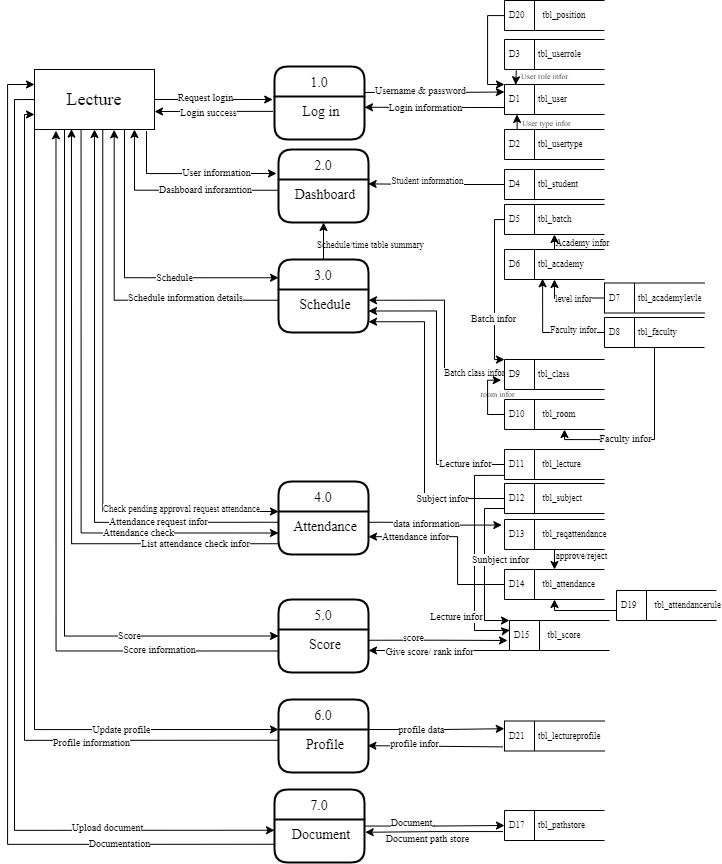 D20 tbl_position
D3 tbl_userrole
User role infor
1.0
Lecture
Request login
Username & password
D1 tbl_user
Log in
Login success
Login information
User type infor
D2 tbl_usertype
2.0
User information
Student information
D4 tbl_student
Dashboard inforamtion
Dashboard
D5 tbl_batch
Schedule/time table summary
Academy infor
D6 tbl_academy
3.0
Schedule
Schedule information details
Schedule
level infor
D7 tbl_academylevle
Batch infor
Faculty infor
D8 tbl_faculty
Batch class infor
D9 tbl_class
room infor
D10 tbl_room
Faculty infor
Lecture infor
D11 tbl_lecture
Subject infor
D12 tbl_subject
4.0
Check pending approval request attendance
Attendance request infor
Attendance
data information
Attendance check
Attendance infor
D13 tbl_reqattendance
List attendance check infor
Sunbject infor
approve/reject
D14 tbl_attendance
D19 tbl_attendancerule
5.0
Lecture infor
Score
score
D15 tbl_score
Score information
Score
Give score/ rank infor
6.0
Update profile
profile data
D21 tbl_lectureprofile
Profile information
Profile
profile infor
7.0
Upload document
Document
Document
D17 tbl_pathstore
Documentation
Document path store